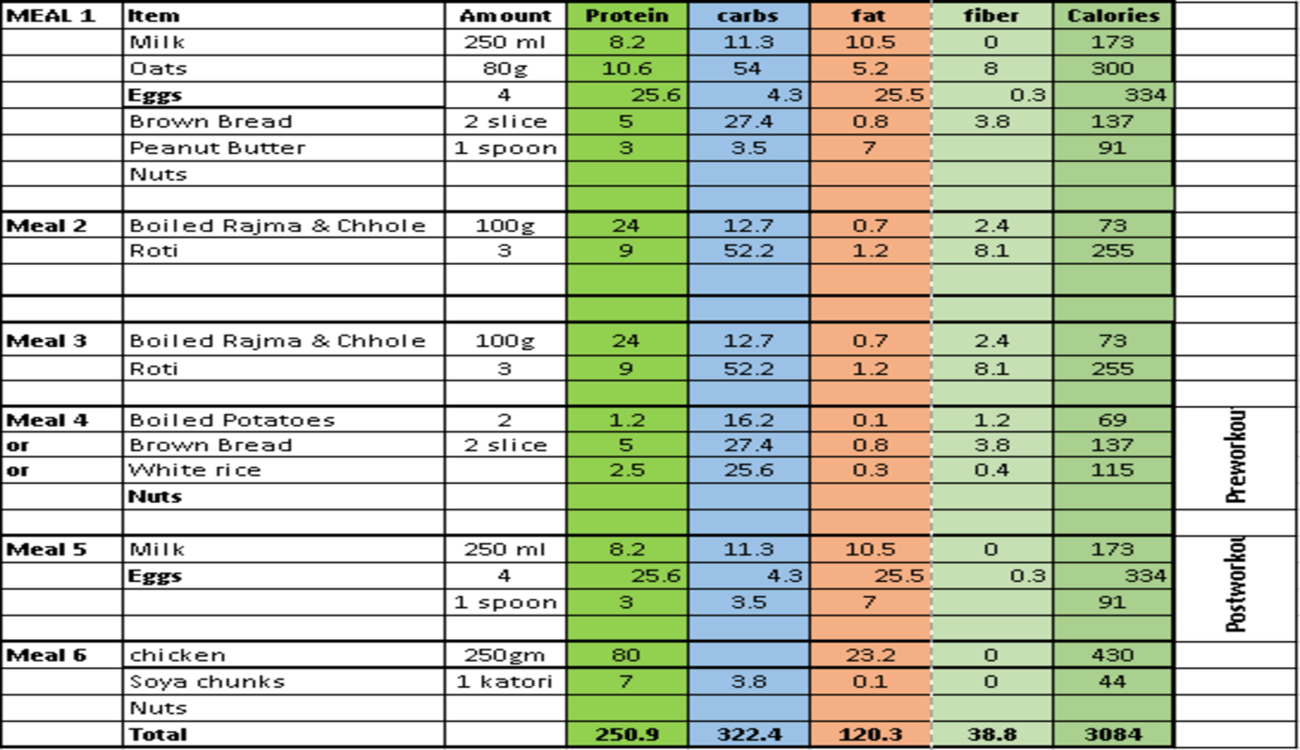 MEAL 1 Item Amount Protein carbs fat fiber Calories
Milk 250 ml 8.2 11.3 10.5 0 173
Oats 80g 10.6 54 5.2 8 300
Eggs 4 25.6 4.3 25.5 0.3 334
Brown Bread 2 slice 5 27.4 0.8 3.8 137
Peanut Butter 1 spoon 3 3.5 7 91
Nuts
Meal 2 Boiled Rajma & Chhole 100g 24 12.7 0.7 2.4 73
Roti 3 9 52.2 1.2 8.1 255
Meal 3 Boiled Rajma & Chhole 100g 24 12.7 0.7 2.4 73
Roti 3 9 52.2 1.2 8.1 255
Meal 4 Boiled Potatoes 2 1.2 16.2 0.1 1.2 69
or Brown Bread 2 slice 5 27.4 0.8 3.8 137
or White rice 2.5 25.6 0.3 0.4 115
Nuts
Preworkou
Meal 5 Milk 250 ml 8.2 11.3 10.5 0 173
Eggs 4 25.6 4.3 25.5 0.3 334
1 spoon 3 3.5 7 91
Postworkou
Meal 6 chicken 250gm 80 23.2 0 430
Soya chunks 1 katori 7 3.8 0.1 0 44
Nuts
Total 250.9 322.4 120.3 38.8 3084